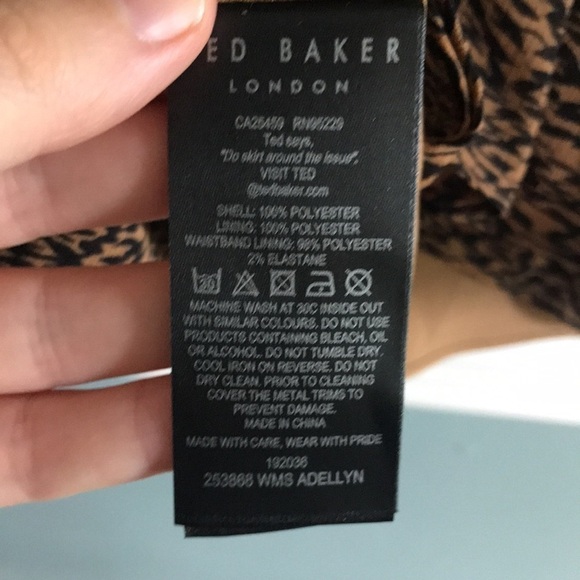 ED BAKER
LONDON
CA25459 RN95229
Ted says,
"Do skirt around the issue".
VISIT TED
@tedbaker.com
SHELL: 100% POLYESTER
LINING: 100% POLYESTER
WAISTBAND LINING: 98% POLYESTER
2% ELASTANE
30
MACHINE WASH AT 30C INSIDE OUT
WITH SIMILAR COLOURS. DO NOT USE
PRODUCTS CONTAINING BLEACH, OIL
OR ALCOHOL. DO NOT TUMBLE DRY.
COOL IRON ON REVERSE. DO NOT
DRY CLEAN. PRIOR TO CLEANING
COVER THE METAL TRIMS TO
PREVENT DAMAGE.
MADE IN CHINA
MADE WITH CARE, WEAR WITH PRIDE
192036
253868 WMS ADELLYN